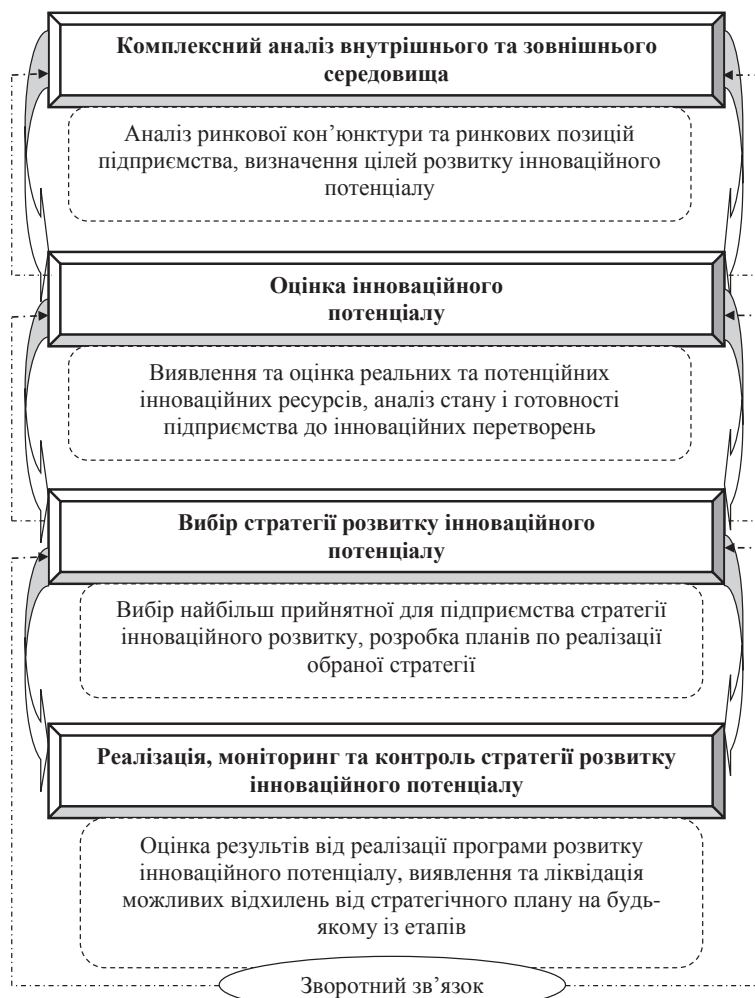 Комплексний аналіз внутрішнього та зовнішнього
середовища
Аналіз ринкової кон’юнктури та ринкових позицій
підприємства, визначення цілей розвитку інноваційного
потенціалу
Оцінка інноваційного
потенціалу
Виявлення та оцінка реальних та потенційних
інноваційних ресурсів, аналіз стану і готовності
підприємства до інноваційних перетворень
Вибір стратегії розвитку інноваційного
потенціалу
Вибір найбільш прийнятної для підприємства стратегії
інноваційного розвитку, розробка планів по реалізації
обраної стратегії
Реалізація, моніторинг та контроль стратегії розвитку
інноваційного потенціалу
Оцінка результів від реалізації програми розвитку
інноваційного потенціалу, виявлення та ліквідація
можливих відхилень від стратегічного плану на будь-
якому із етапів
Зворотний зв’язок